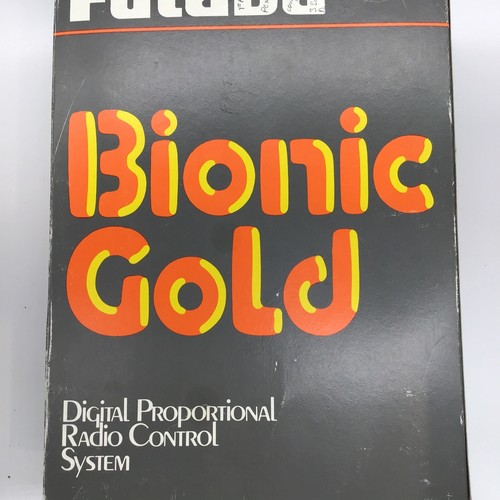 Futaba
Bionic
Gold
Digital Proportional
Radio Control
System